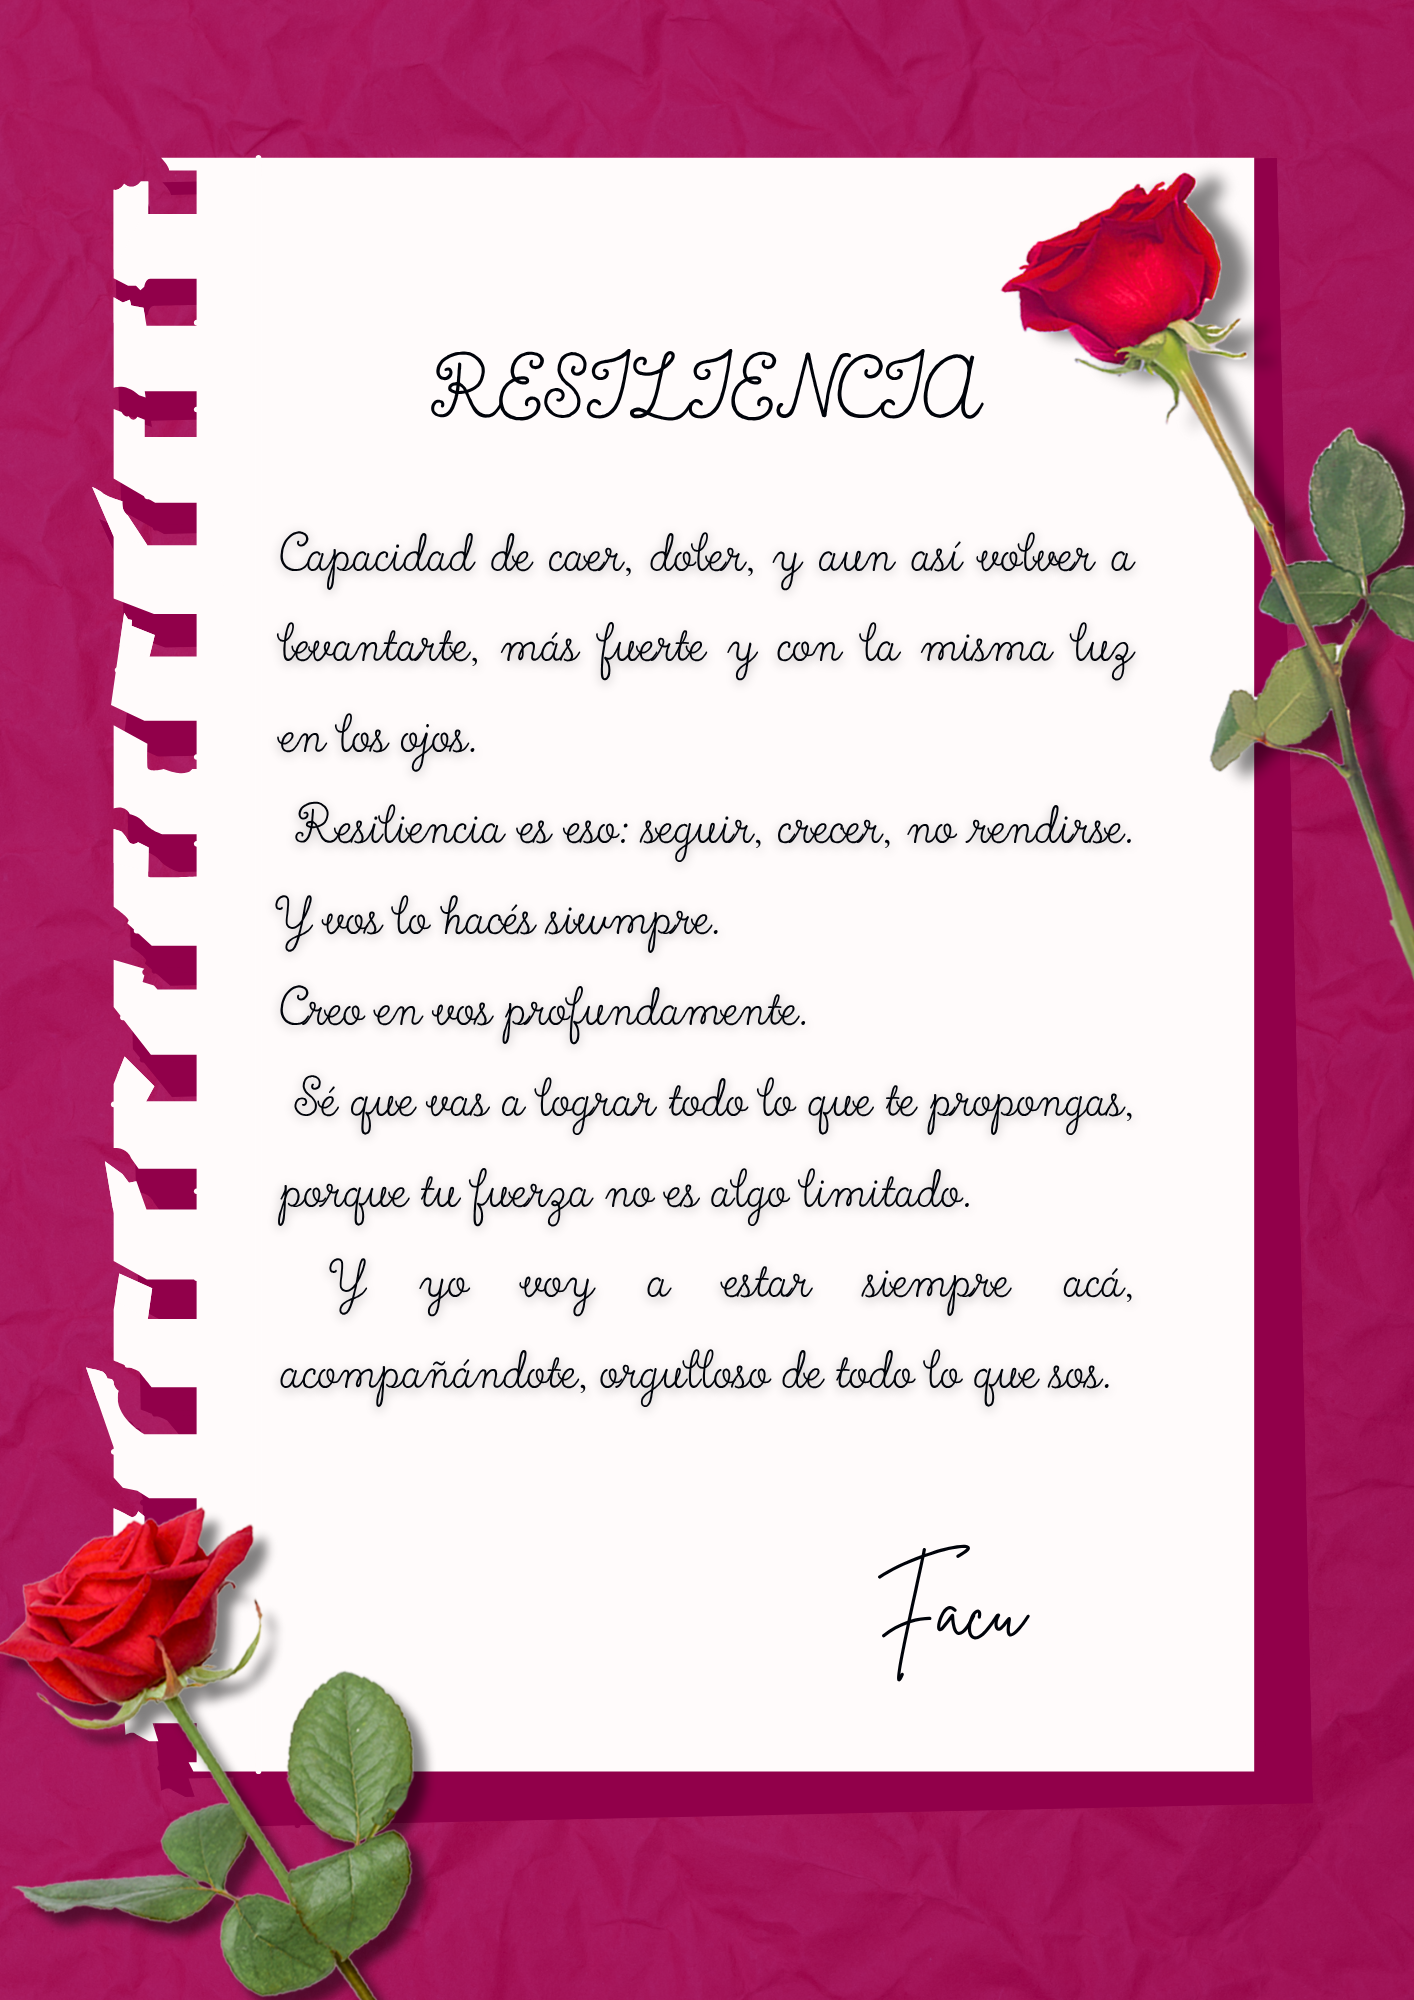 RESILIENCIA
Capacidad de caer, doler, y aun así volver a
levantarte, más fuerte y con la misma luz
en los ojos.
Resiliencia es eso: seguir, crecer, no rendirse.
Y vos lo hacés siwmpre.
Creo en vos profundamente.
Sé que vas a lograr todo lo que te propongas,
porque tu fuerza no es algo limitado.
Y yo voy a estar siempre acá,
acompañándote, orgulloso de todo lo que sos.
Facu